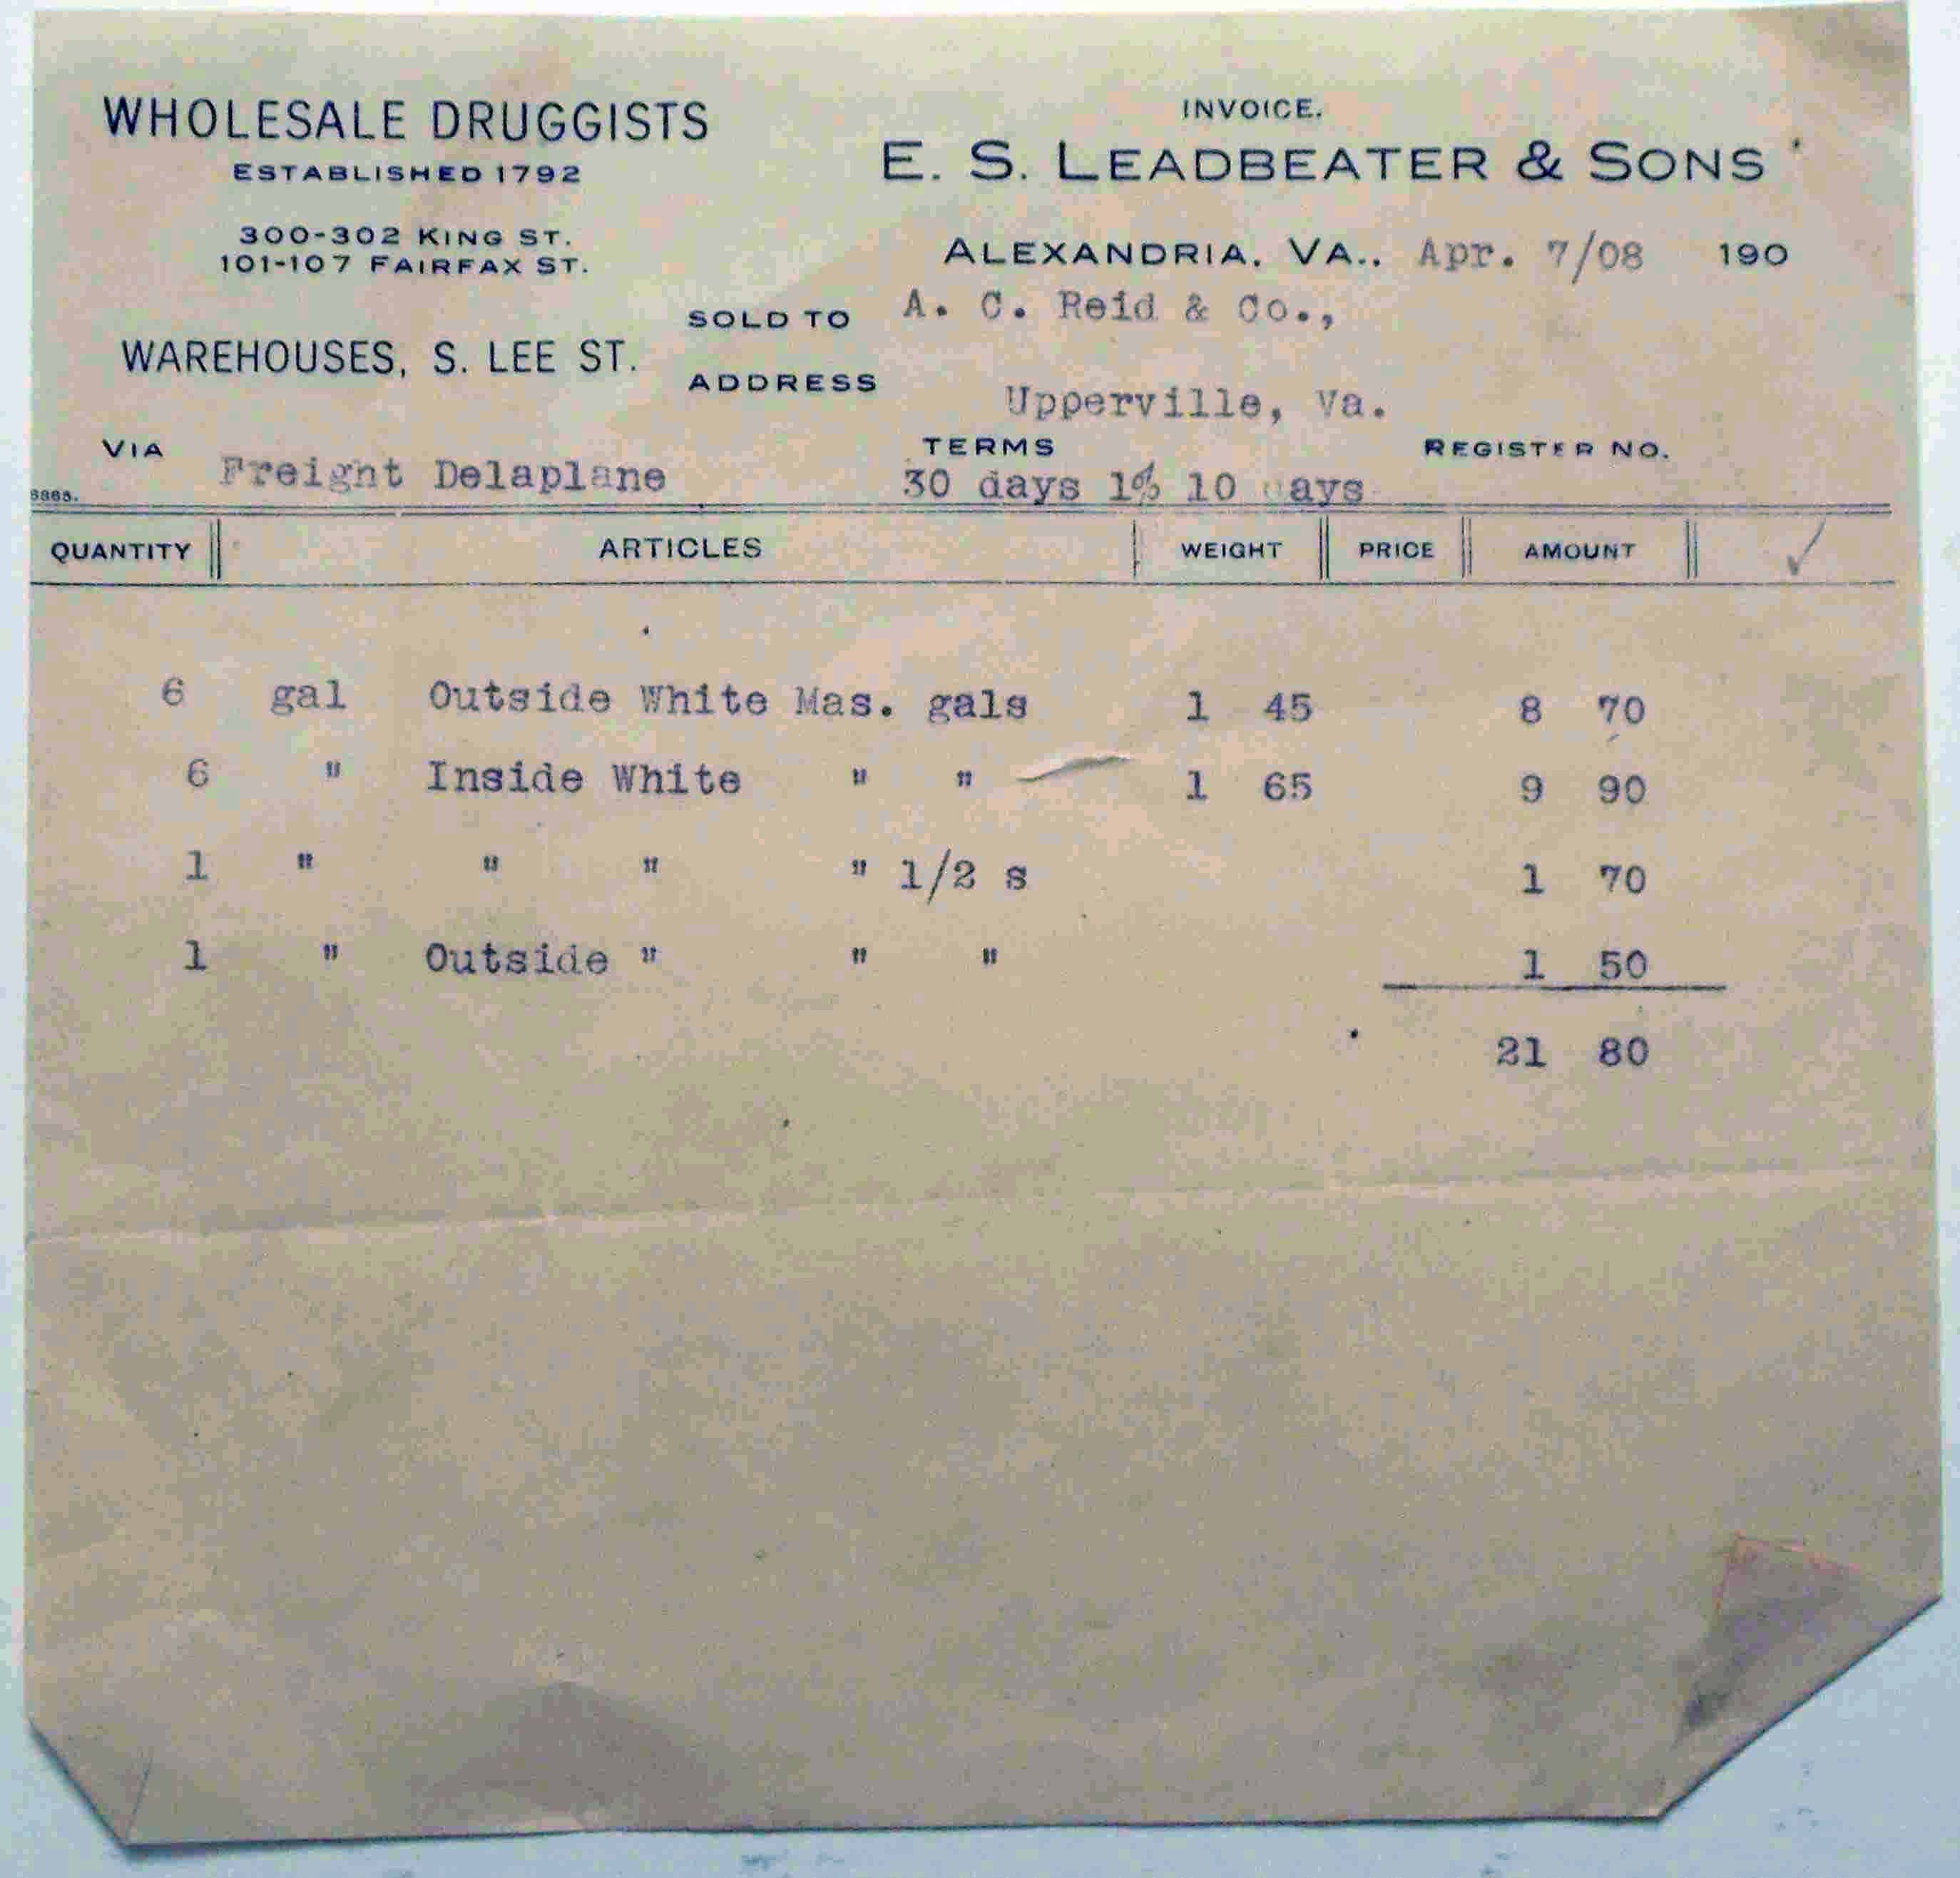 WHOLESALE DRUGGISTS
ESTABLISHED 1792
300-302 KING ST.
101-107 FAIRFAX ST.
WAREHOUSES, S. LEE ST.
INVOICE.
E. S. LEADBEATER & SONS
ALEXANDRIA, VA., Apr. 7/08 190
SOLD TO A. C. Reid & Co.,
ADDRESS Upperville, Va.
VIA Freight Delaplane
TERMS 30 days 1% 10 ays
REGISTER NO.
QUANTITY ARTICLES WEIGHT PRICE AMOUNT ✓
6 gal Outside White Mas. gals 1 45 8 70
6 " Inside White " " 1 65 9 90
1 " " " " 1/2 s 1 70
1 " Outside " " " 1 50
21 80